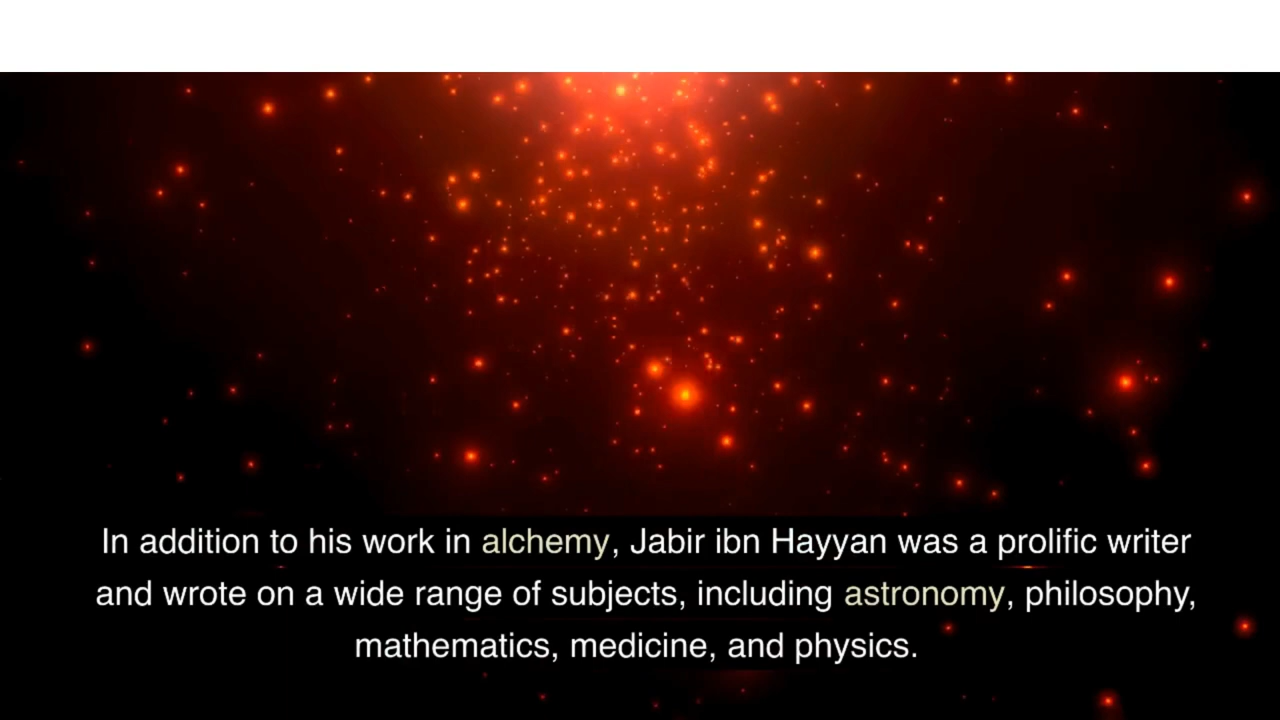 In addition to his work in alchemy, Jabir ibn Hayyan was a prolific writer
and wrote on a wide range of subjects, including astronomy, philosophy,
mathematics, medicine, and physics.